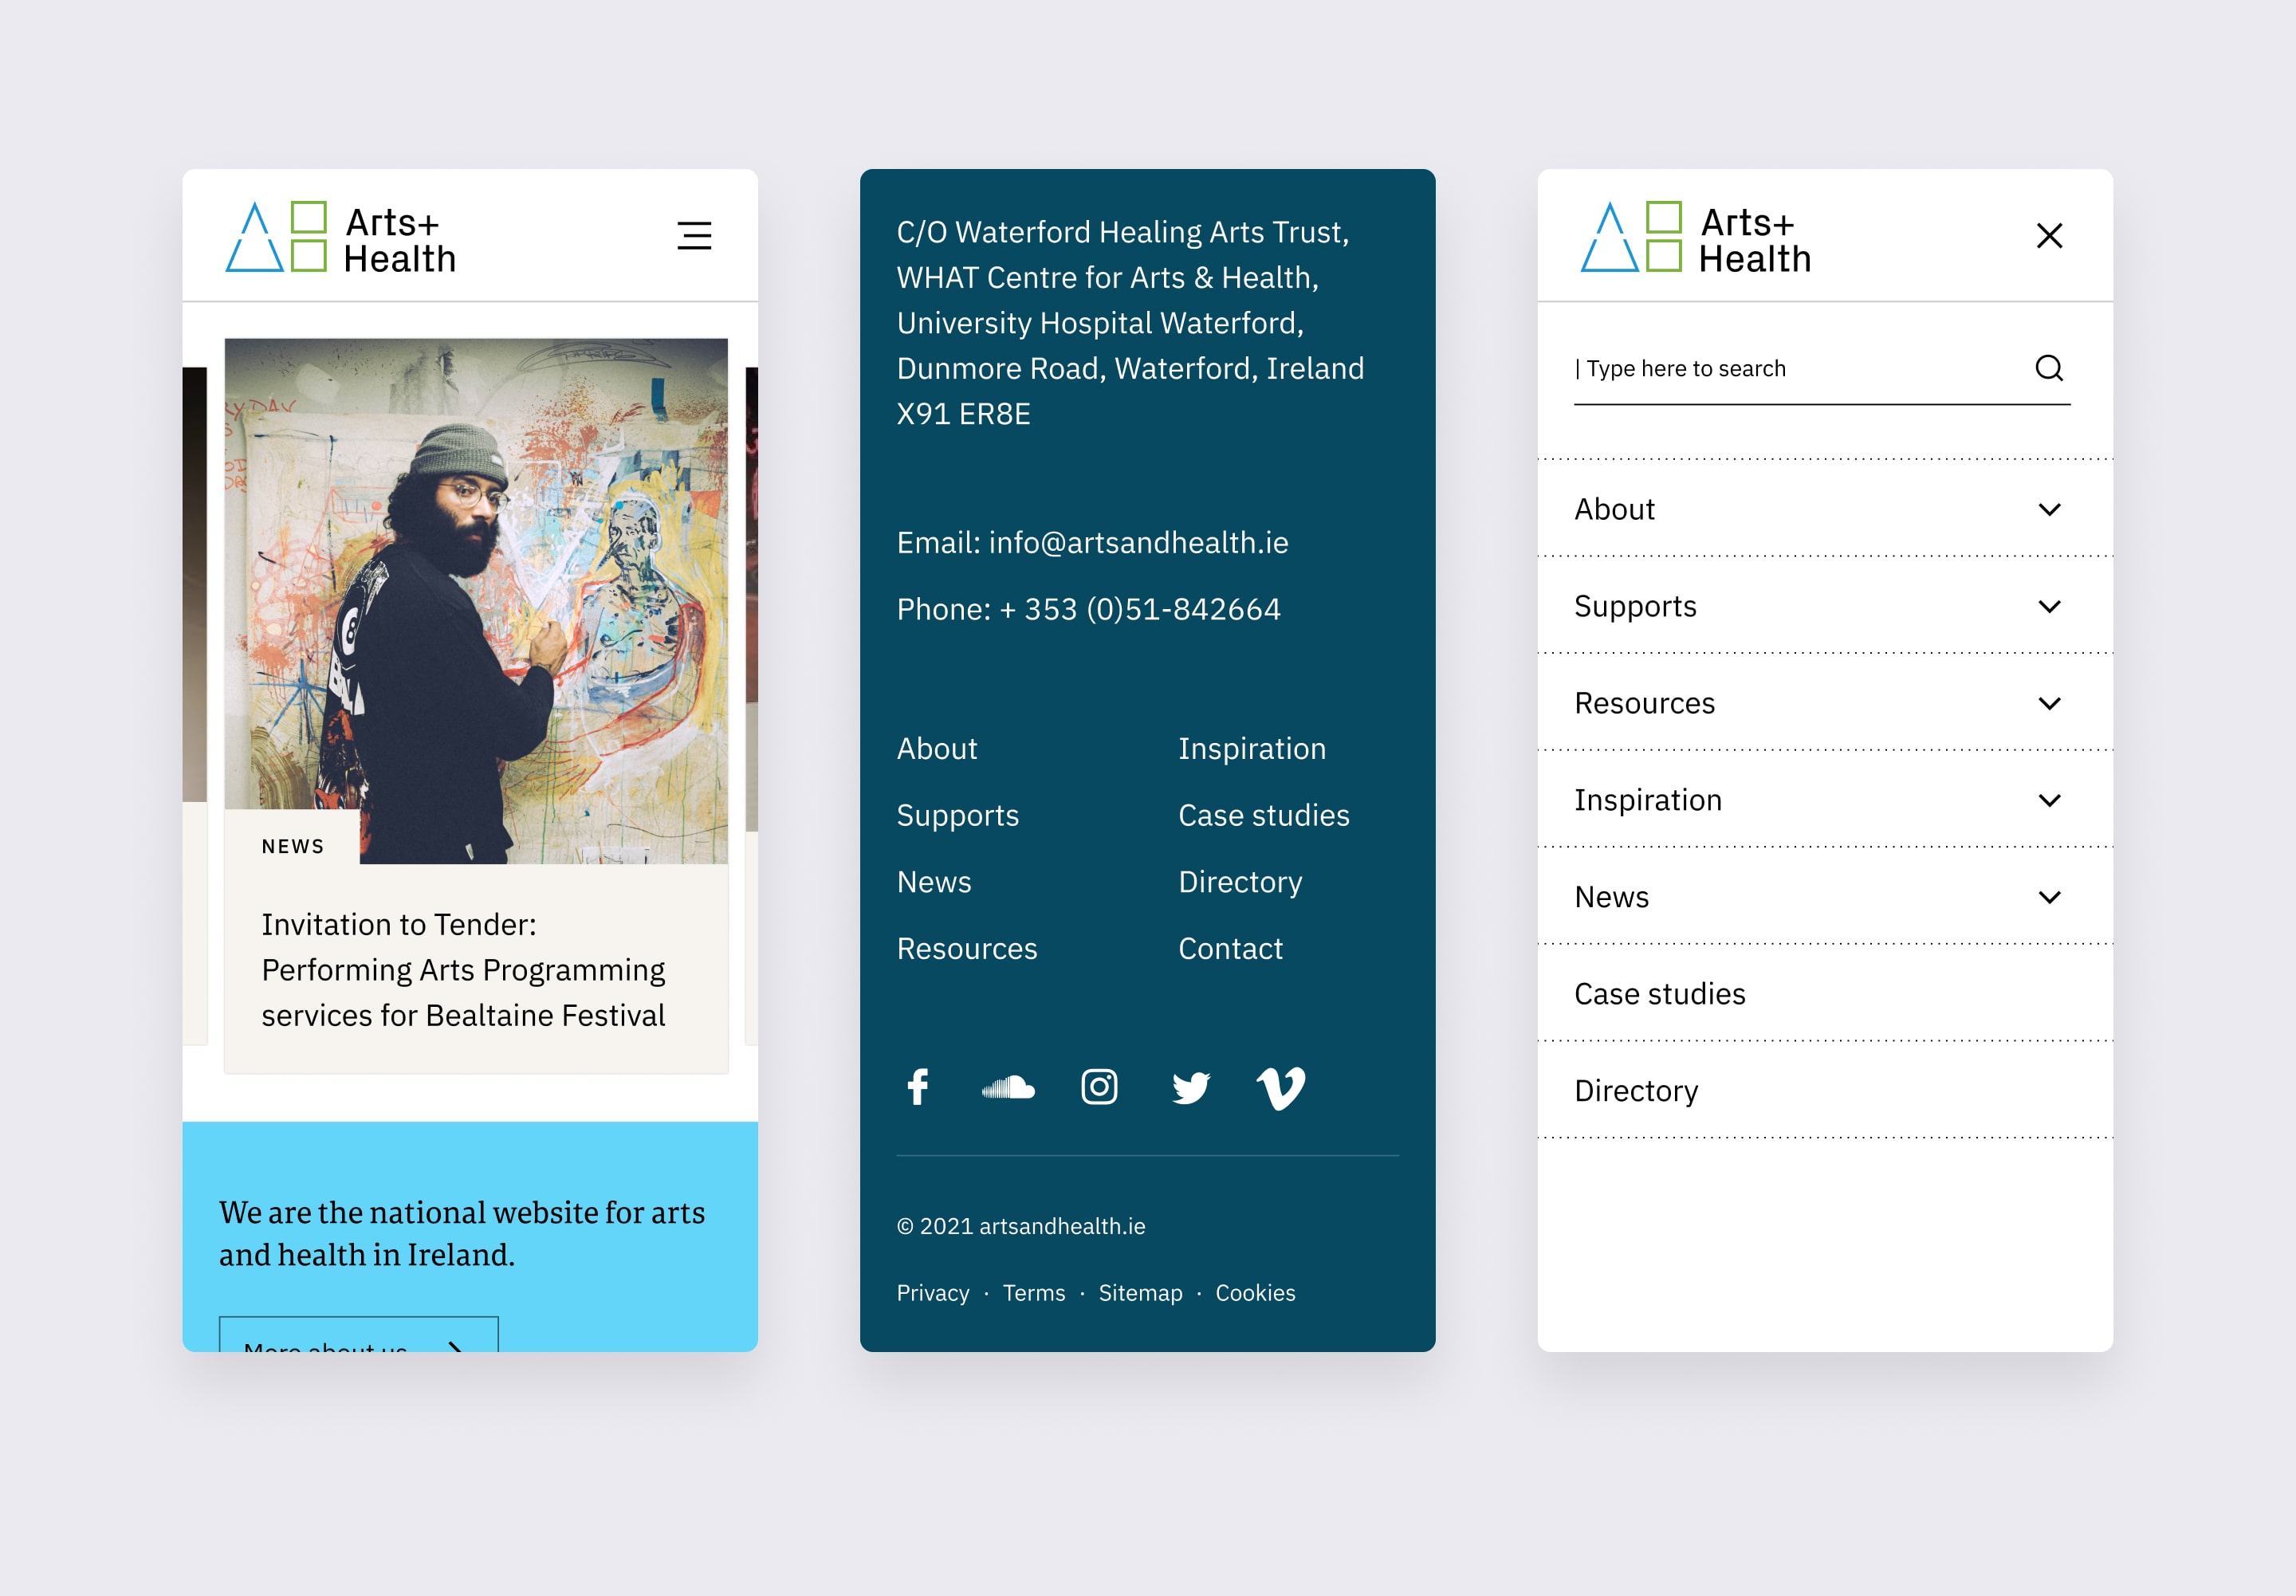 Arts+
Health
NEWS
Invitation to Tender:
Performing Arts Programming
services for Bealtaine Festival
We are the national website for arts
and health in Ireland.
More about us
C/O Waterford Healing Arts Trust,
WHAT Centre for Arts & Health,
University Hospital Waterford,
Dunmore Road, Waterford, Ireland
X91 ER8E
Email: info@artsandhealth.ie
Phone: + 353 (0)51-842664
About
Supports
News
Resources
Inspiration
Case studies
Directory
Contact
© 2021 artsandhealth.ie
Privacy · Terms · Sitemap · Cookies
Arts+
Health
| Type here to search
About
Supports
Resources
Inspiration
News
Case studies
Directory